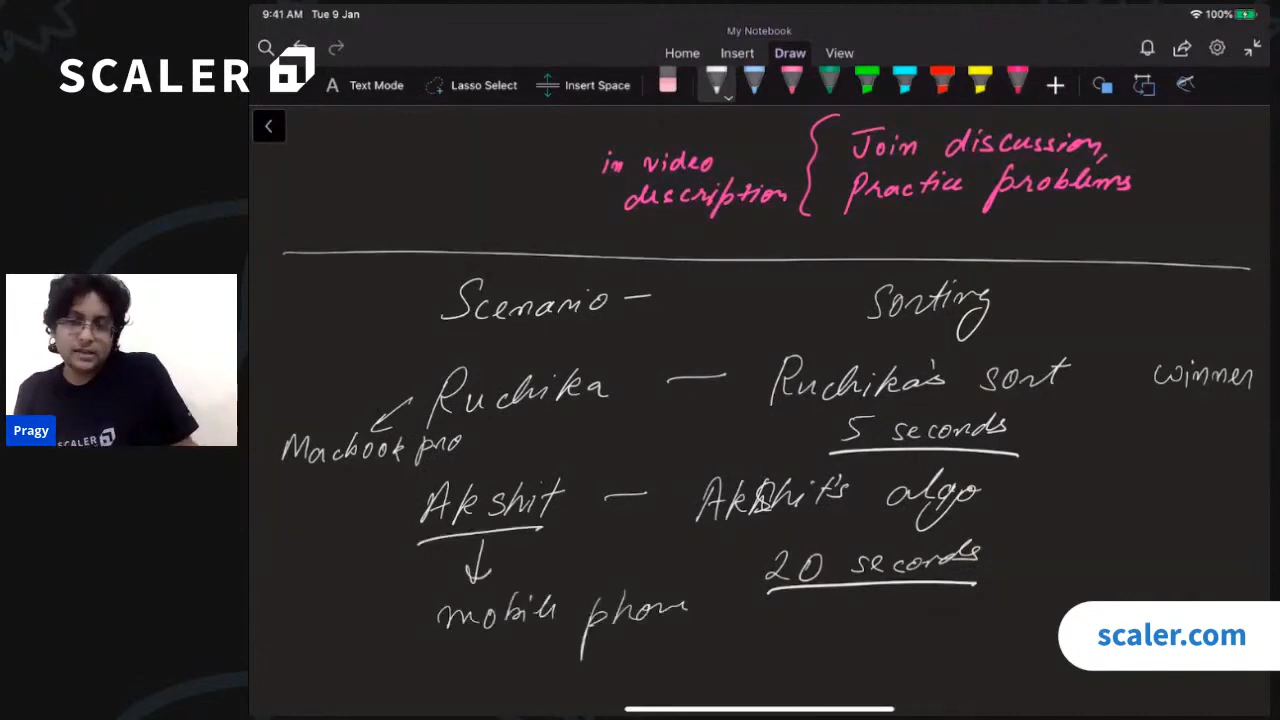 9:41 AM Tue 9 Jan
100%
My Notebook
Home Insert Draw View
SCALER
Text Mode Lasso Select Insert Space
in video
description
Join discussion,
Practice problems
Scenario – Sorting
Ruchika – Ruchika's sort winner
5 seconds
Macbook pro
Akshit – Akshit's algo
20 seconds
mobile phone
Pragy
SCALER
scaler.com